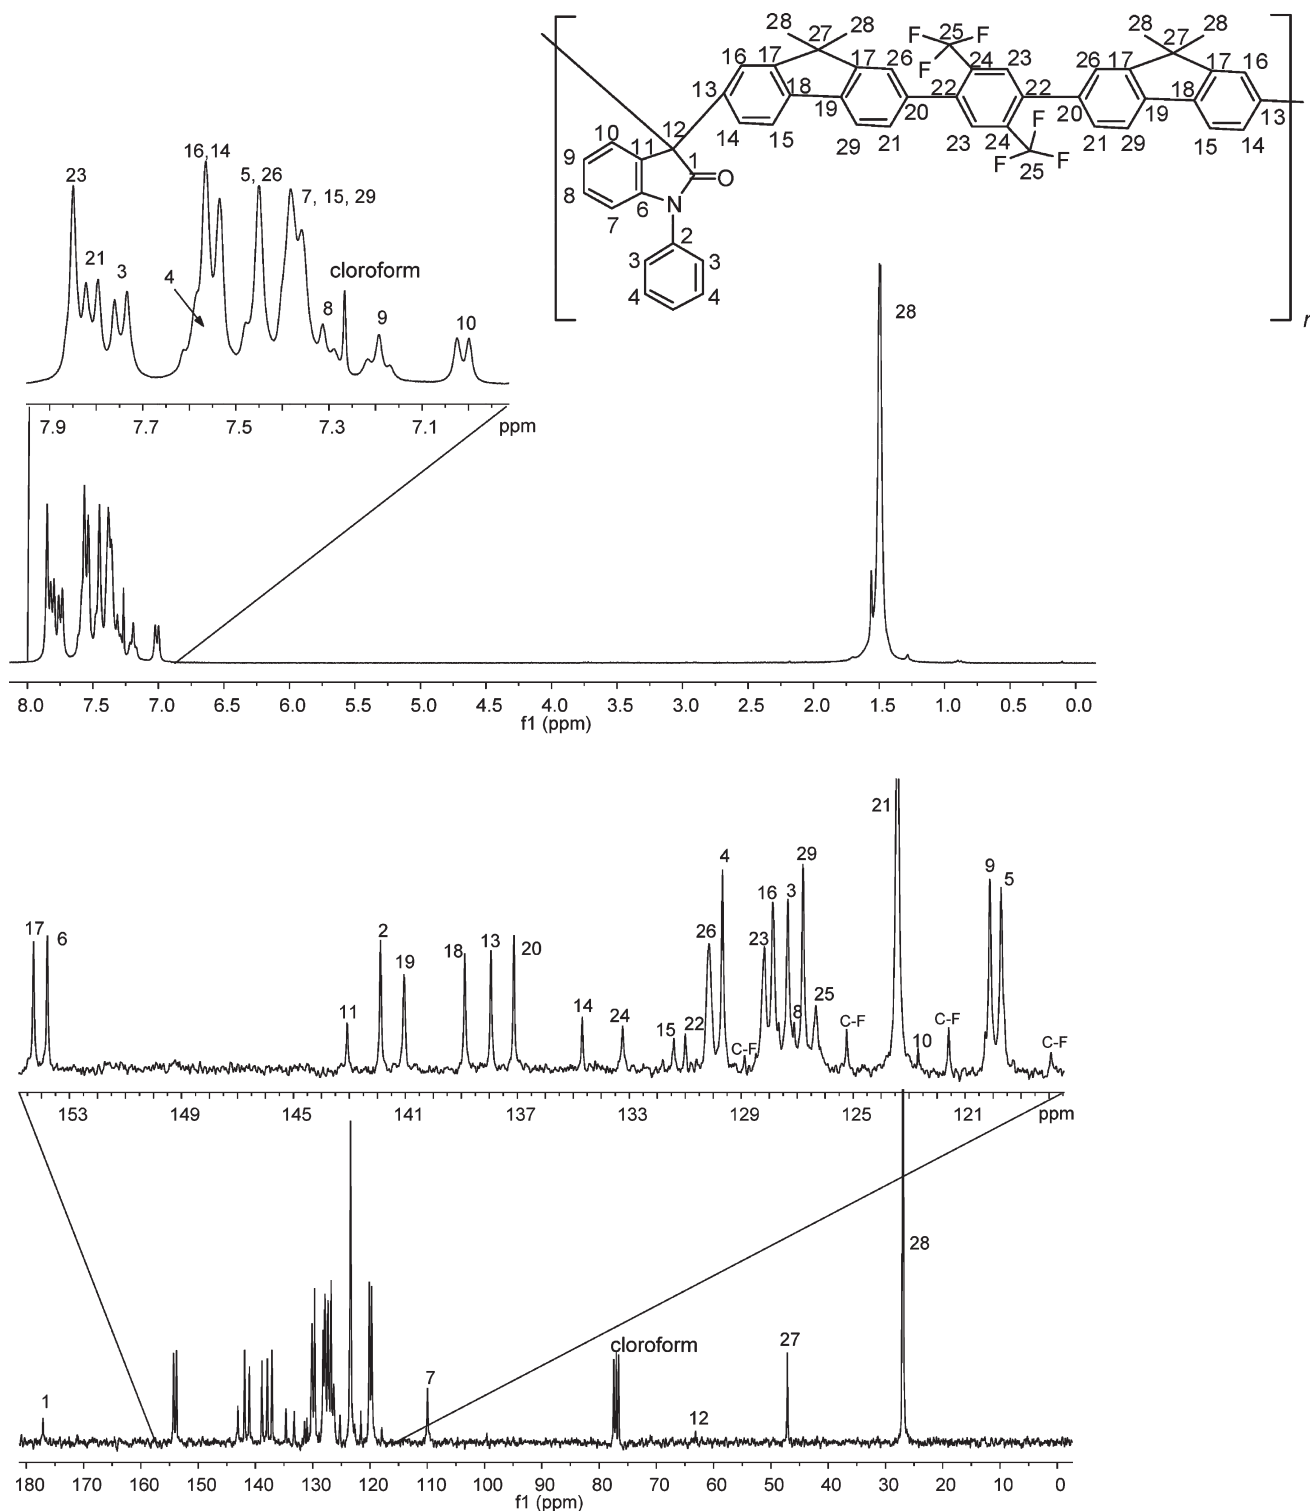 28 27 28 F 25 F 28 27 28
16 17 17 26 F 24 23 26 17 17 16
13 18 22 22 18
12 19 20 F 20 19 13
10 11 14 15 29 21 23 24 F F 21 29 15 14
9 1 O 25
8 6 N
7 2
3 3
4 4
n
23 16, 14 5, 26 7, 15, 29
21 3 4 cloroform
8 9 10
28
7.9 7.7 7.5 7.3 7.1 ppm
8.0 7.5 7.0 6.5 6.0 5.5 5.0 4.5 4.0 3.5 3.0 2.5 2.0 1.5 1.0 0.5 0.0
f1 (ppm)
17 6 11 2 19 18 13 20 14 24 15 22 26 4 C-F 23 16 3 8 29 25 C-F 21 10 C-F 9 5 C-F
153 149 145 141 137 133 129 125 121 ppm
28
1 7 cloroform 12 27
180 170 160 150 140 130 120 110 100 90 80 70 60 50 40 30 20 10 0
f1 (ppm)